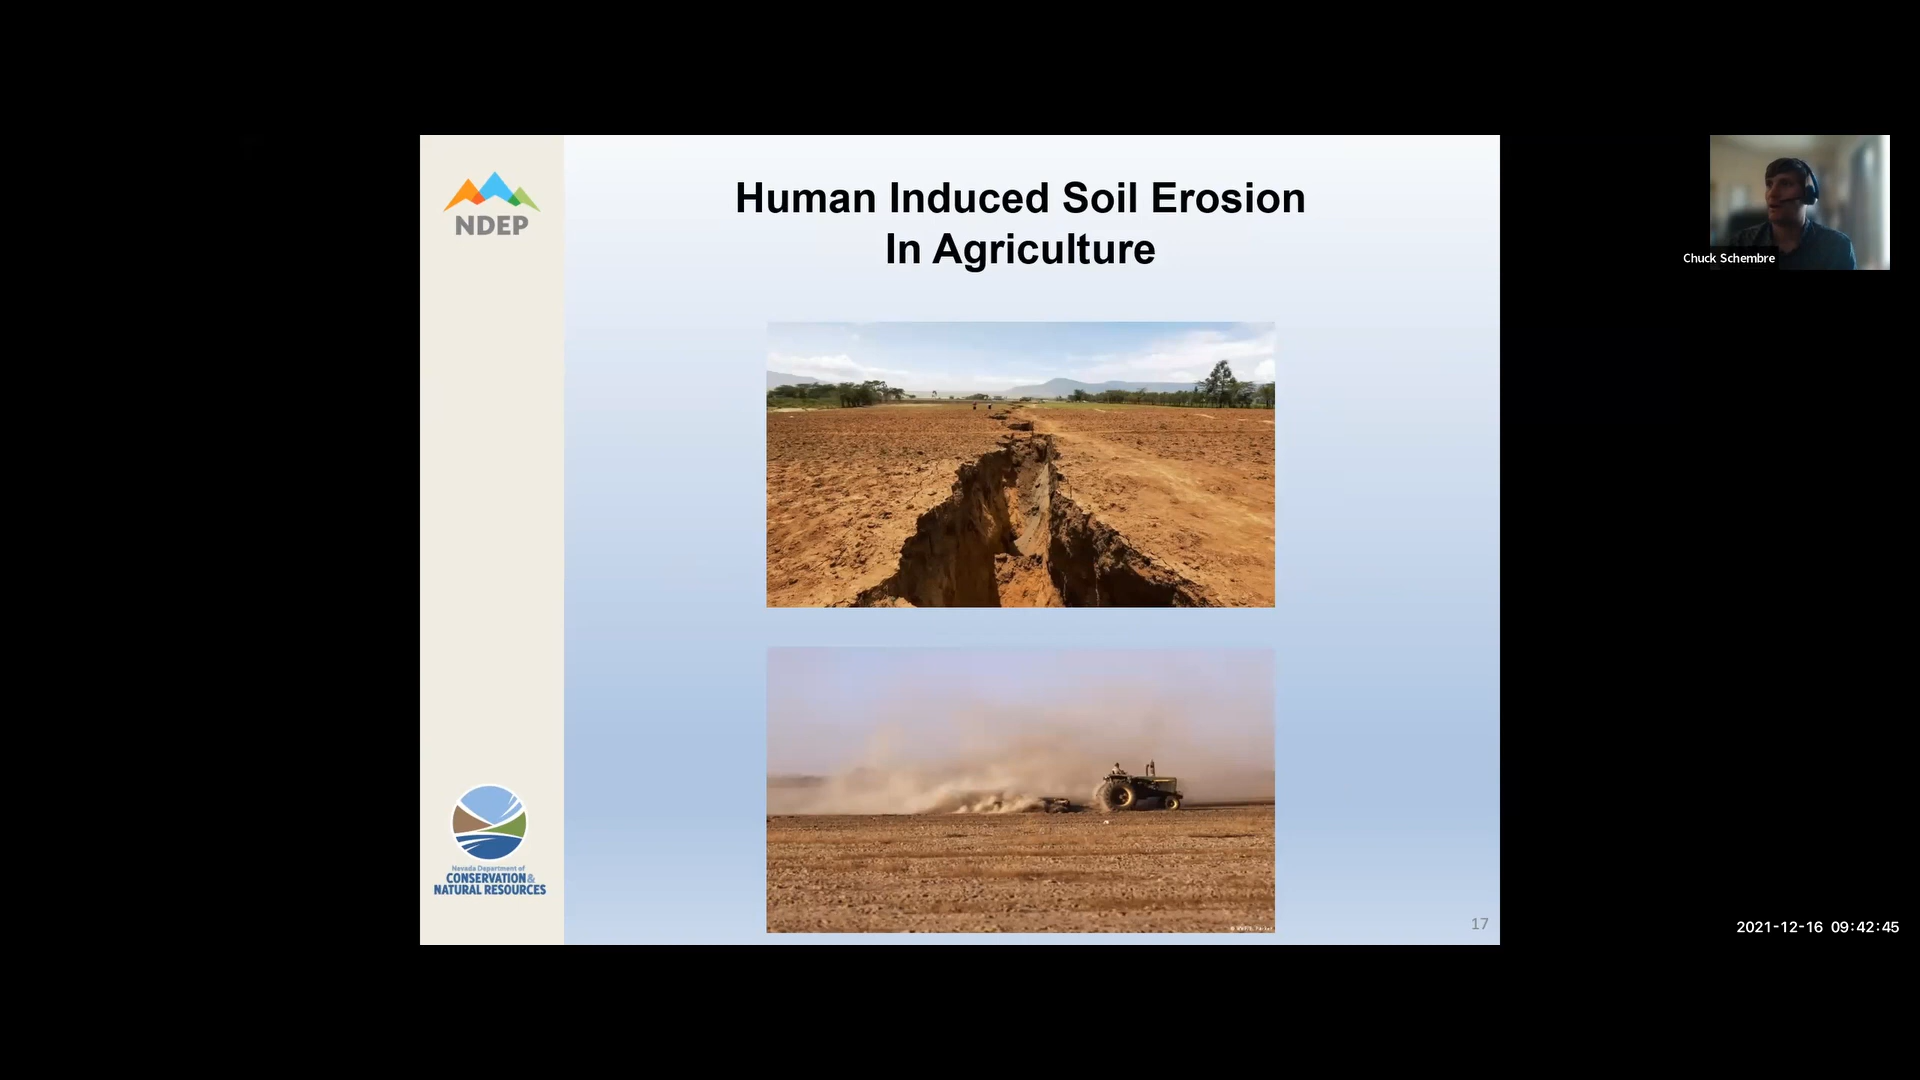 NDEP
Human Induced Soil Erosion
In Agriculture
Chuck Schembre
Nevada Department of
CONSERVATION&
NATURAL RESOURCES
17
2021-12-16 09:42:45